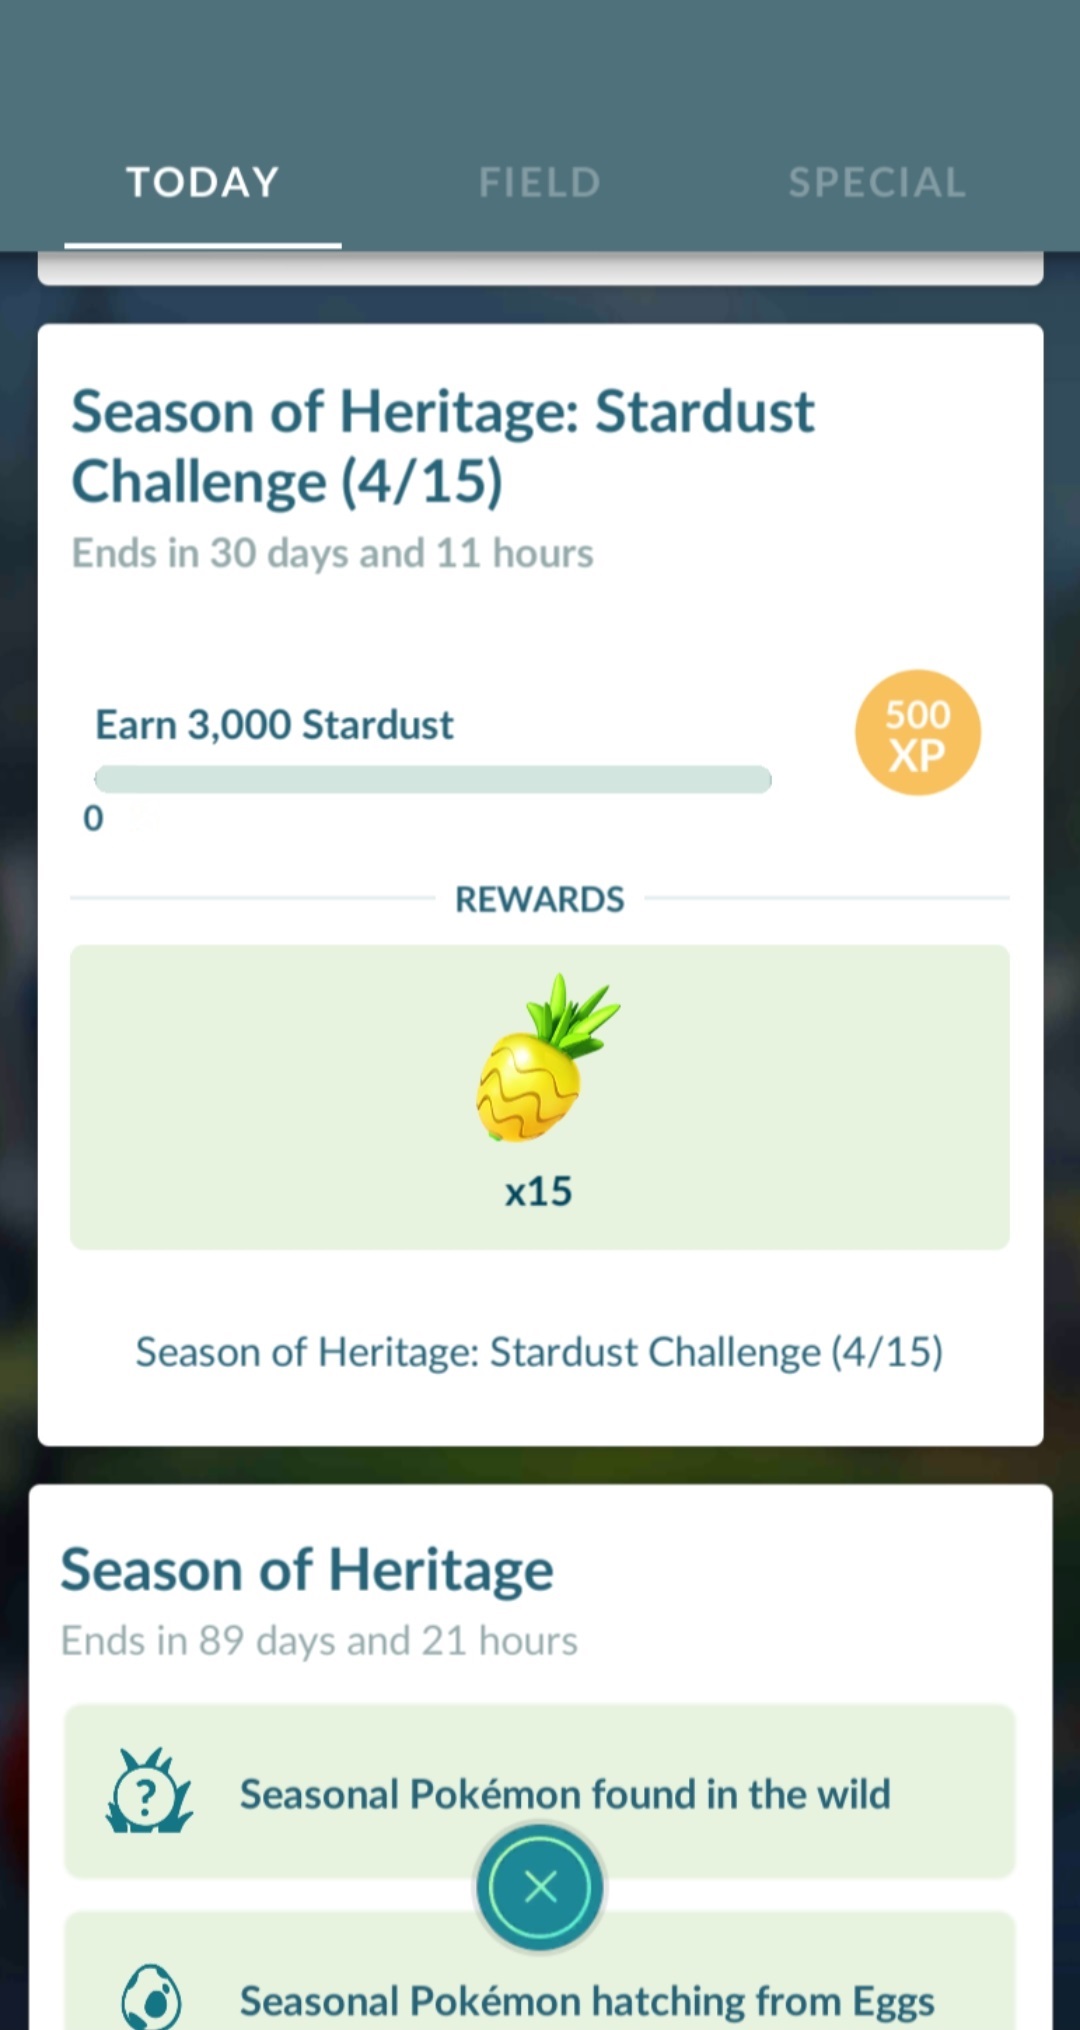 TODAY FIELD SPECIAL
Season of Heritage: Stardust
Challenge (4/15)
Ends in 30 days and 11 hours
Earn 3,000 Stardust
500
XP
0
REWARDS
x15
Season of Heritage: Stardust Challenge (4/15)
Season of Heritage
Ends in 89 days and 21 hours
?
Seasonal Pokémon found in the wild
Seasonal Pokémon hatching from Eggs